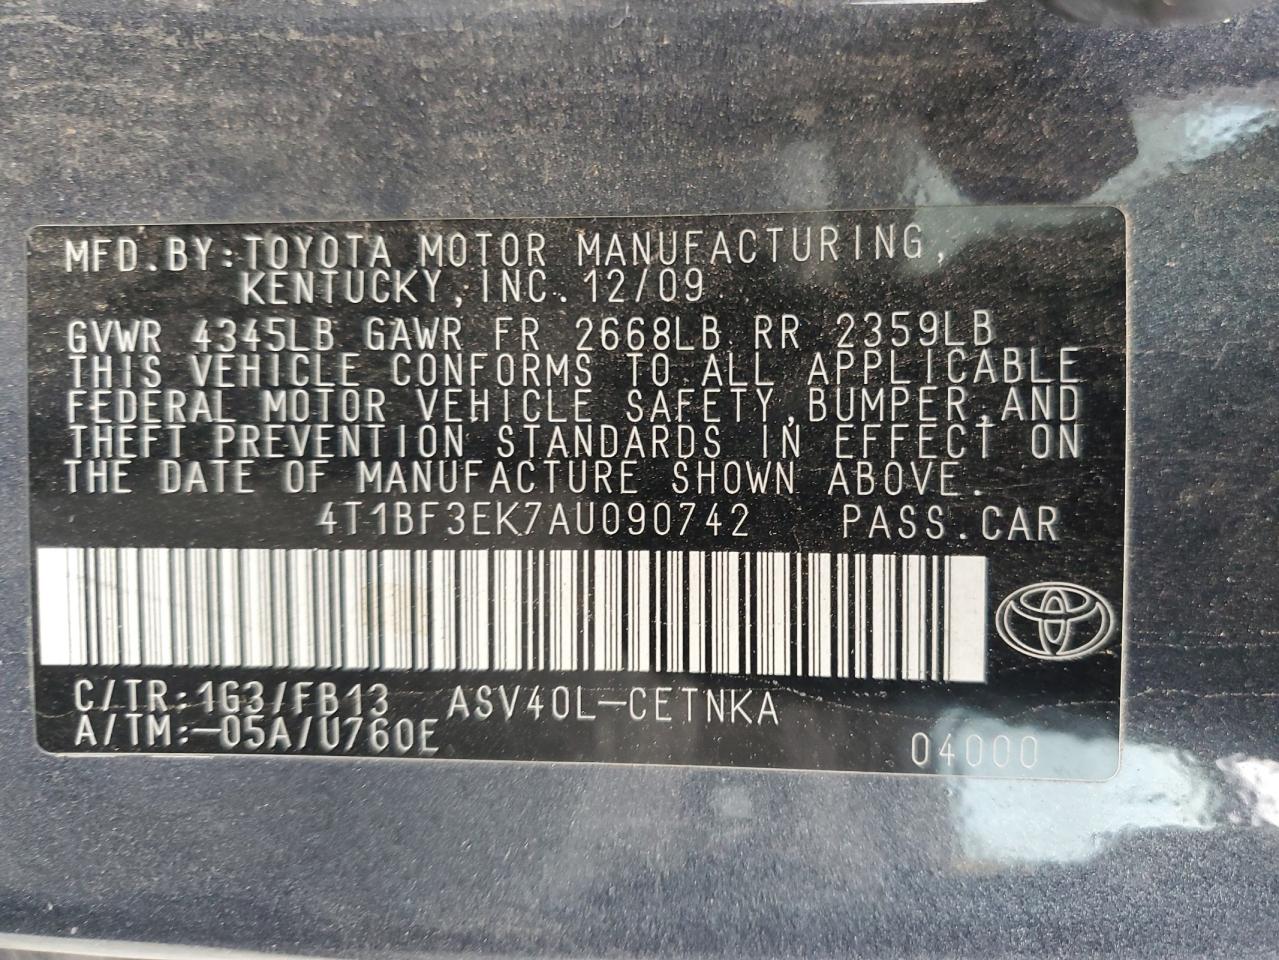 MFD.BY:TOYOTA MOTOR MANUFACTURING,
KENTUCKY,INC. 12/09
GVWR 4345LB GAWR FR 2668LB RR 2359LB
THIS VEHICLE CONFORMS TO ALL APPLICABLE
FEDERAL MOTOR VEHICLE SAFETY,BUMPER,AND
THEFT PREVENTION STANDARDS IN EFFECT ON
THE DATE OF MANUFACTURE SHOWN ABOVE.
4T1BF3EK7AU090742 PASS.CAR
C/TR:1G3/FB13 ASV40L-CETNKA
A/TM:-05A/U760E
04000